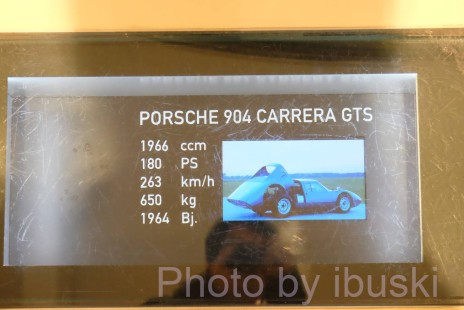 PORSCHE 904 CARRERA GTS
1966 ccm
180 PS
263 km/h
650 kg
1964 Bj.
Photo by ibuski